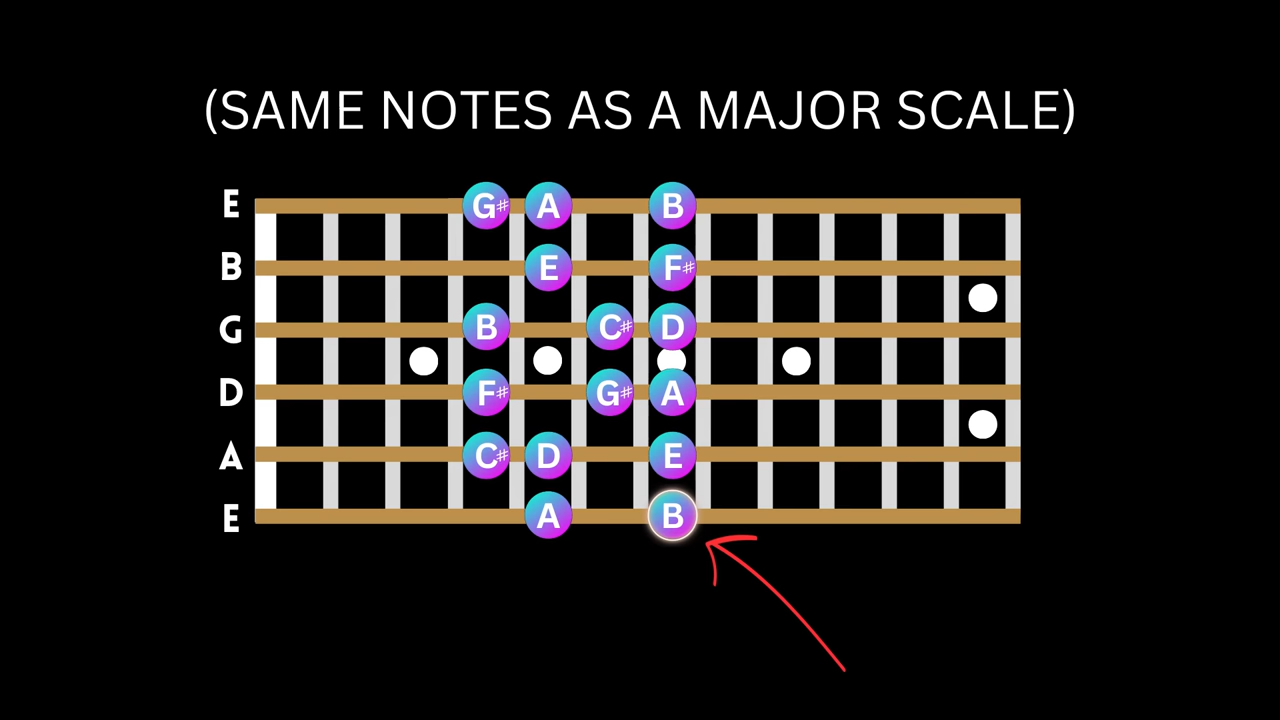 (SAME NOTES AS A MAJOR SCALE)
E G# A B
B E F#
G B C# D
D F# G# A
A C# D E
E A B